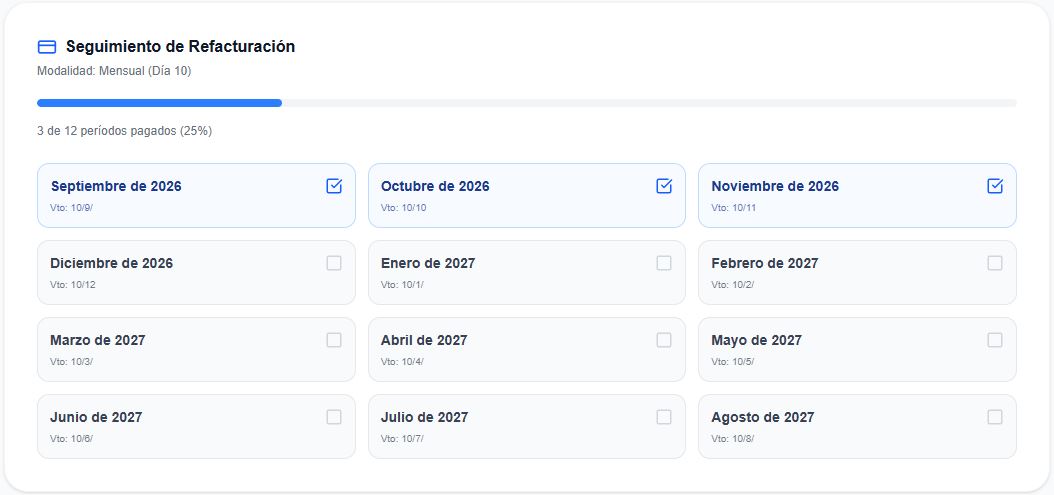 Seguimiento de Refacturación
Modalidad: Mensual (Día 10)
3 de 12 períodos pagados (25%)
Septiembre de 2026
Vto: 10/9/
Octubre de 2026
Vto: 10/10
Noviembre de 2026
Vto: 10/11
Diciembre de 2026
Vto: 10/12
Enero de 2027
Vto: 10/1/
Febrero de 2027
Vto: 10/2/
Marzo de 2027
Vto: 10/3/
Abril de 2027
Vto: 10/4/
Mayo de 2027
Vto: 10/5/
Junio de 2027
Vto: 10/6/
Julio de 2027
Vto: 10/7/
Agosto de 2027
Vto: 10/8/